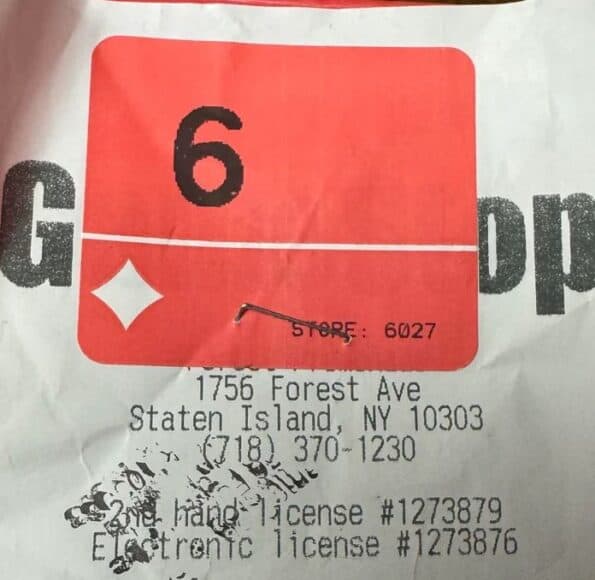 6
G op
STORE: 6027
1756 Forest Ave
Staten Island, NY 10303
(718) 370-1230
2nd hand license #1273879
Electronic license #1273876